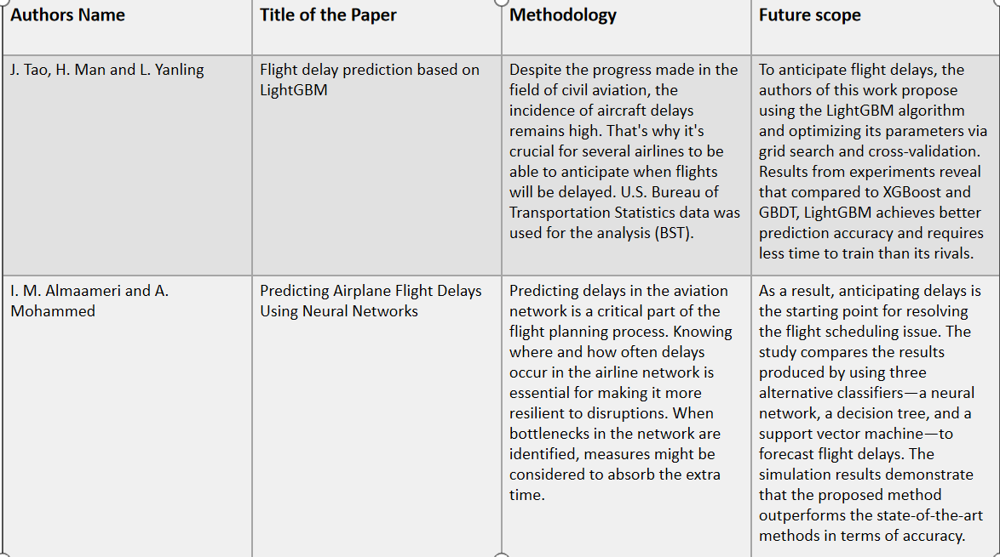 Authors Name
Title of the Paper
Methodology
Future scope
J. Tao, H. Man and L. Yanling
Flight delay prediction based on
LightGBM
Despite the progress made in the
field of civil aviation, the
incidence of aircraft delays
remains high. That's why it's
crucial for several airlines to be
able to anticipate when flights
will be delayed. U.S. Bureau of
Transportation Statistics data was
used for the analysis (BST).
To anticipate flight delays, the
authors of this work propose
using the LightGBM algorithm
and optimizing its parameters via
grid search and cross-validation.
Results from experiments reveal
that compared to XGBoost and
GBDT, LightGBM achieves better
prediction accuracy and requires
less time to train than its rivals.
I. M. Almaameri and A.
Mohammed
Predicting Airplane Flight Delays
Using Neural Networks
Predicting delays in the aviation
network is a critical part of the
flight planning process. Knowing
where and how often delays
occur in the airline network is
essential for making it more
resilient to disruptions. When
bottlenecks in the network are
identified, measures might be
considered to absorb the extra
time.
As a result, anticipating delays is
the starting point for resolving
the flight scheduling issue. The
study compares the results
produced by using three
alternative classifiers—a neural
network, a decision tree, and a
support vector machine—to
forecast flight delays. The
simulation results demonstrate
that the proposed method
outperforms the state-of-the-art
methods in terms of accuracy.